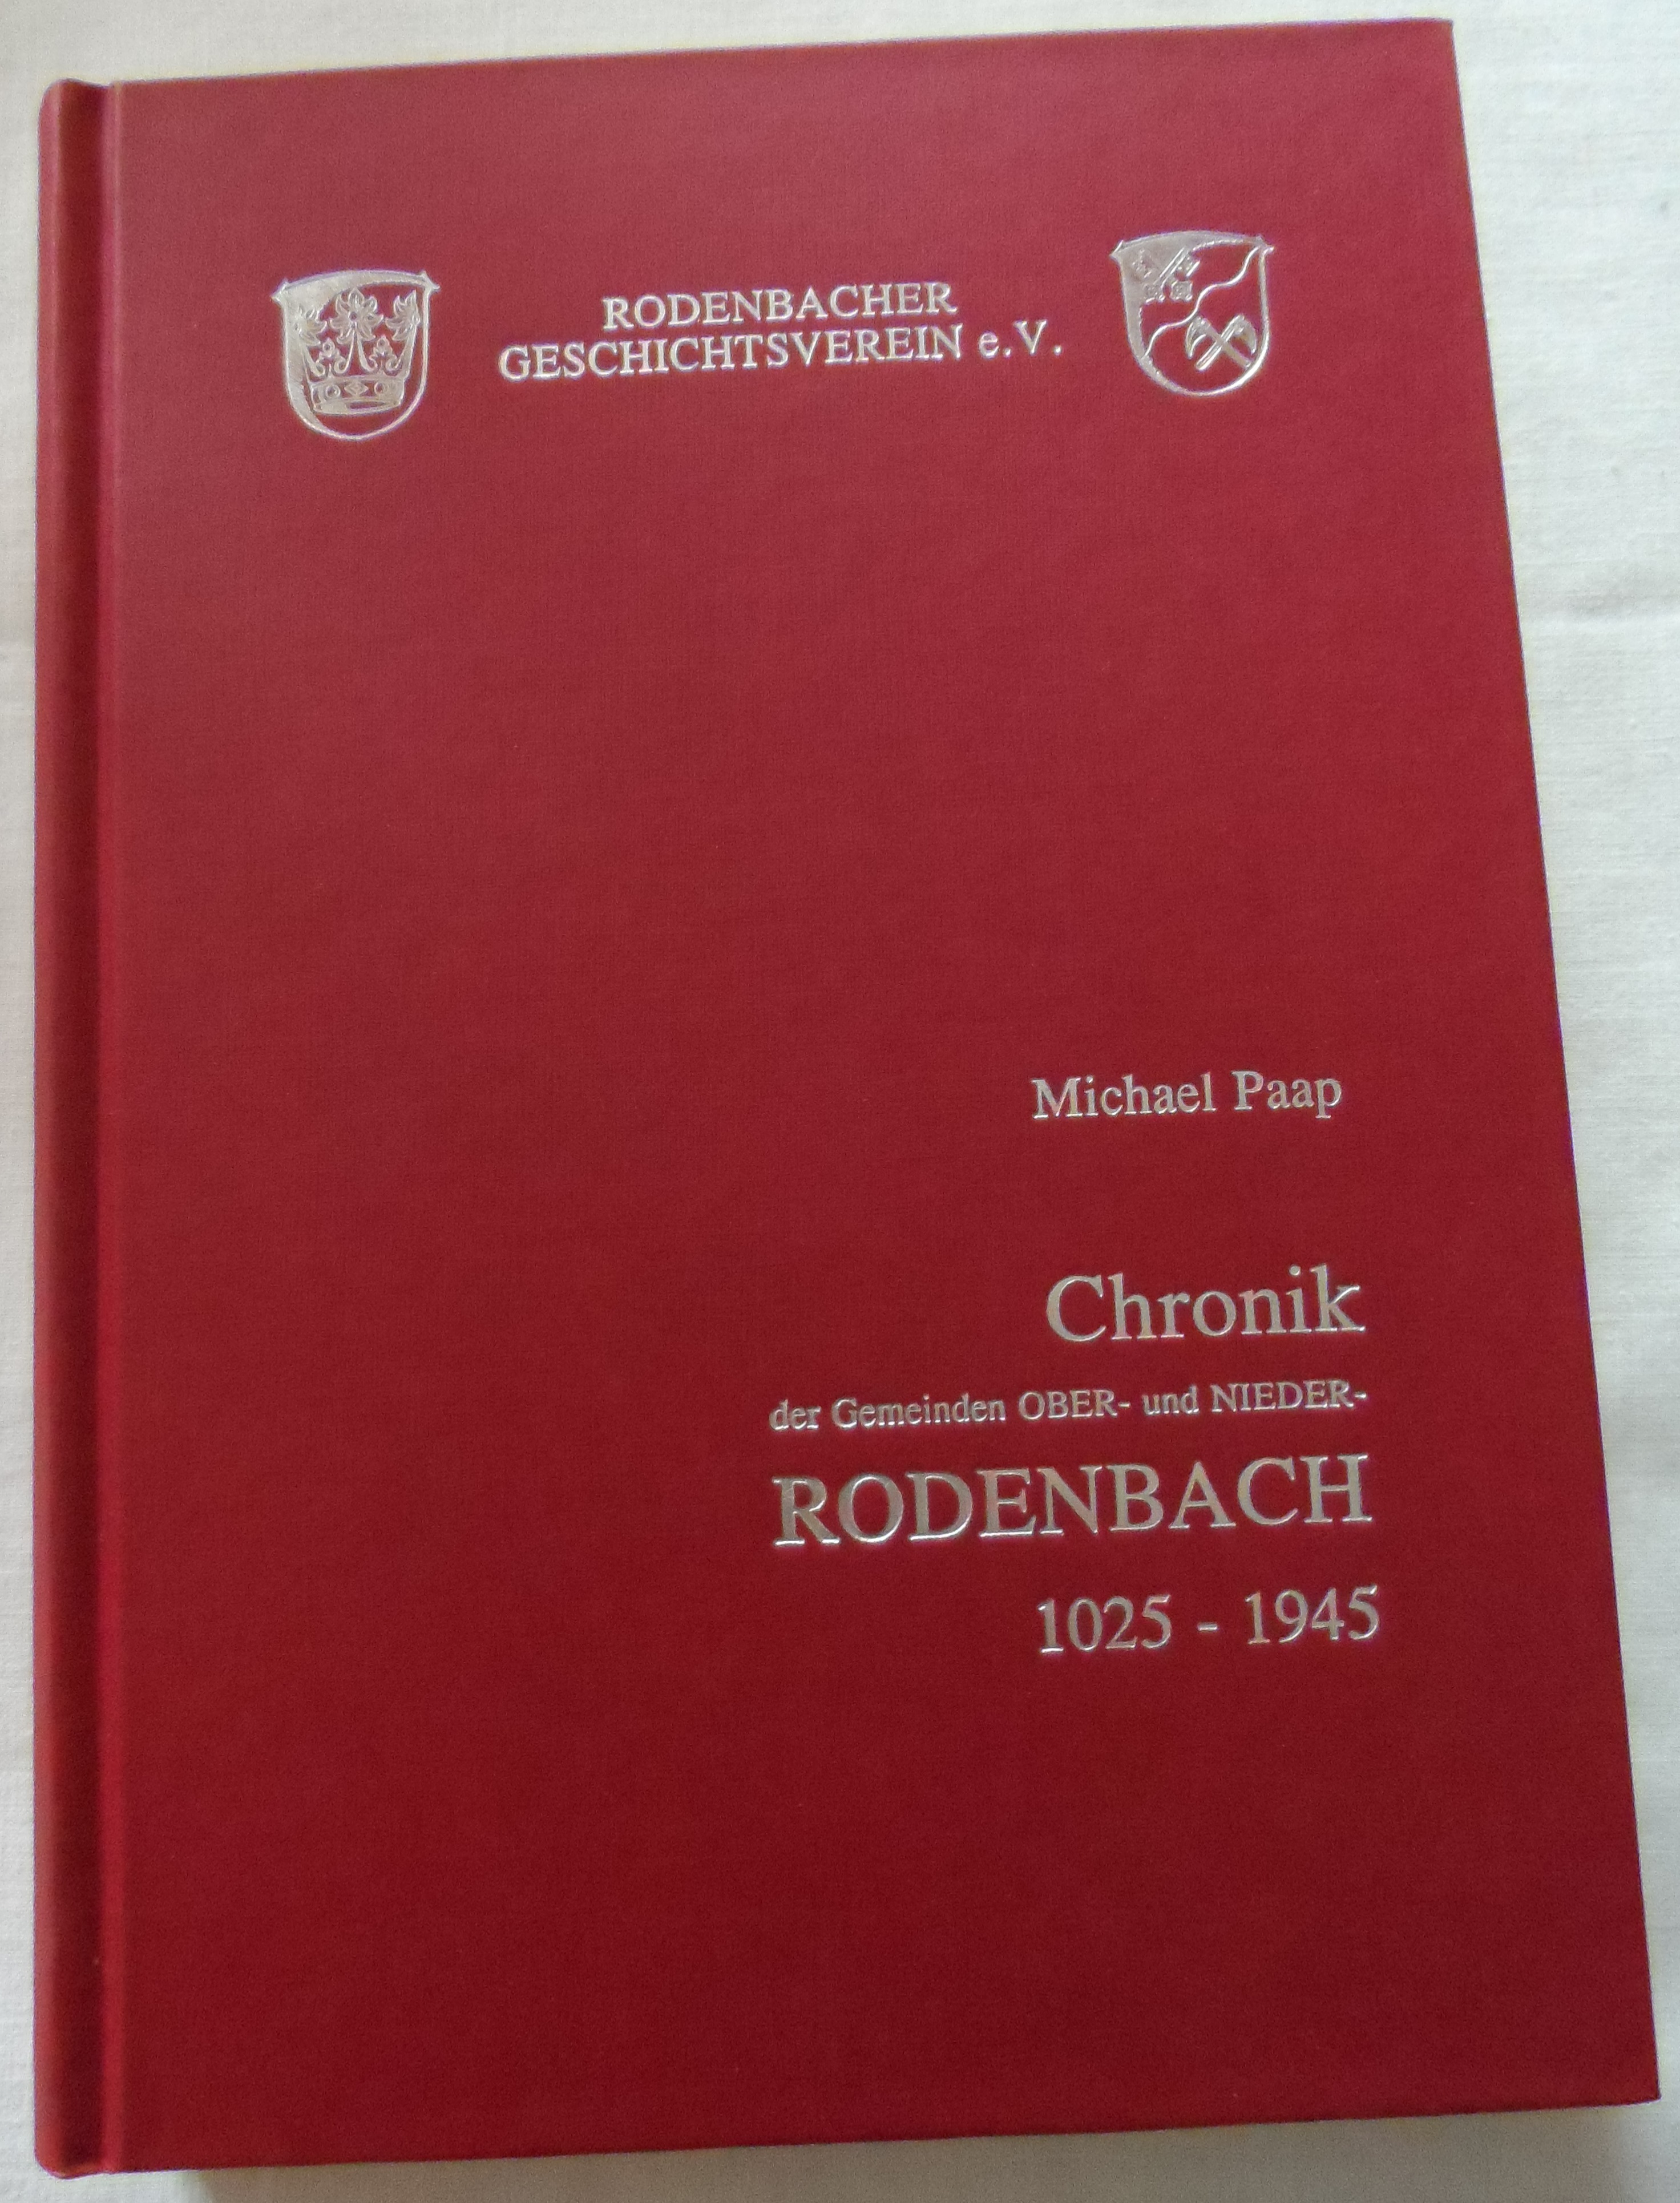 RODENBACHER
GESCHICHTSVEREIN e.V.
Michael Paap
Chronik
der Gemeinden OBER- und NIEDER-
RODENBACH
1025 - 1945